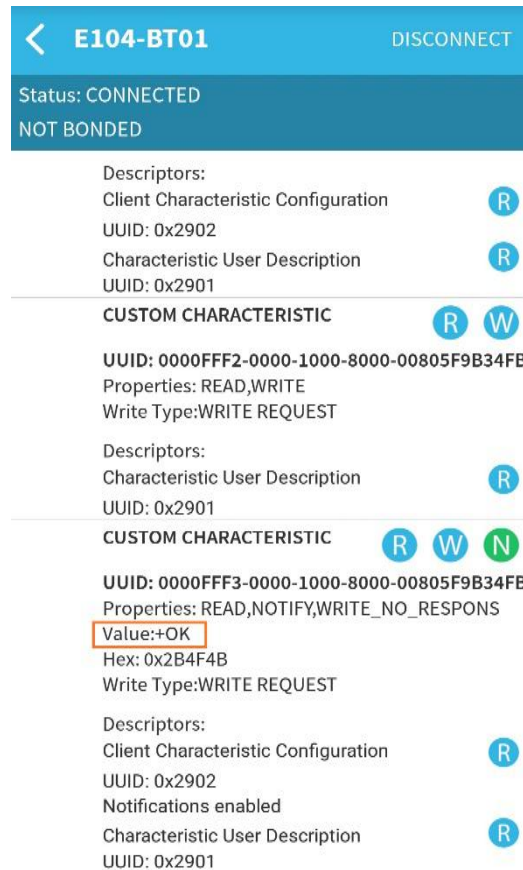 E104-BT01 DISCONNECT
Status: CONNECTED
NOT BONDED
Descriptors:
Client Characteristic Configuration R
UUID: 0x2902
Characteristic User Description R
UUID: 0x2901
CUSTOM CHARACTERISTIC R W
UUID: 0000FFF2-0000-1000-8000-00805F9B34FB
Properties: READ,WRITE
Write Type:WRITE REQUEST
Descriptors:
Characteristic User Description R
UUID: 0x2901
CUSTOM CHARACTERISTIC R W N
UUID: 0000FFF3-0000-1000-8000-00805F9B34FB
Properties: READ,NOTIFY,WRITE_NO_RESPONS
Value:+OK
Hex: 0x2B4F4B
Write Type:WRITE REQUEST
Descriptors:
Client Characteristic Configuration R
UUID: 0x2902
Notifications enabled
Characteristic User Description R
UUID: 0x2901